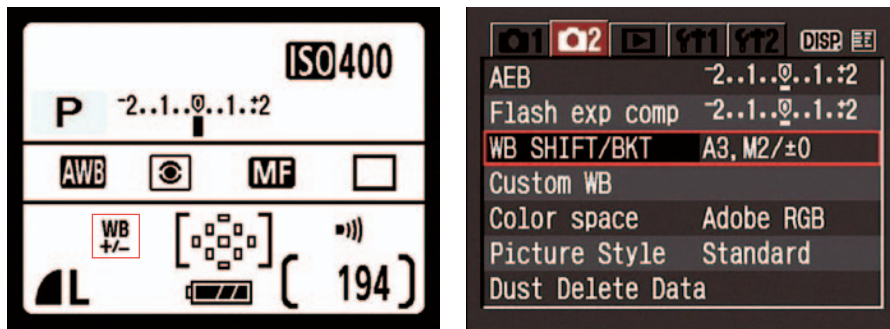 ISO400
P -2..1..0..1..+2
AWB MF
WB
+/-
L [194]
1 2 1 2 DISP.
AEB -2..1..0..1..+2
Flash exp comp -2..1..0..1..+2
WB SHIFT/BKT A3, M2/±0
Custom WB
Color space Adobe RGB
Picture Style Standard
Dust Delete Data